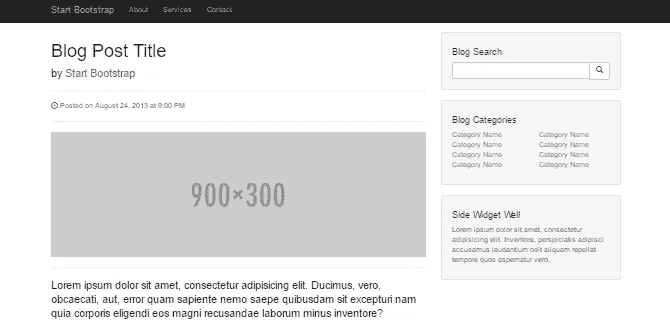 Start Bootstrap About Services Contact
Blog Post Title
by Start Bootstrap
Posted on August 24, 2013 at 9:00 PM
900×300
Lorem ipsum dolor sit amet, consectetur adipisicing elit. Ducimus, vero,
obcaecati, aut, error quam sapiente nemo saepe quibusdam sit excepturi nam
quia corporis eligendi eos magni recusandae laborum minus inventore?
Blog Search
Blog Categories
Category Name Category Name
Category Name Category Name
Category Name Category Name
Category Name Category Name
Side Widget Well
Lorem ipsum dolor sit amet, consectetur
adipisicing elit. Inventore, perspiciatis adipisci
accusamus laudantium odit aliquam repellat
tempore quos aspernatur vero.